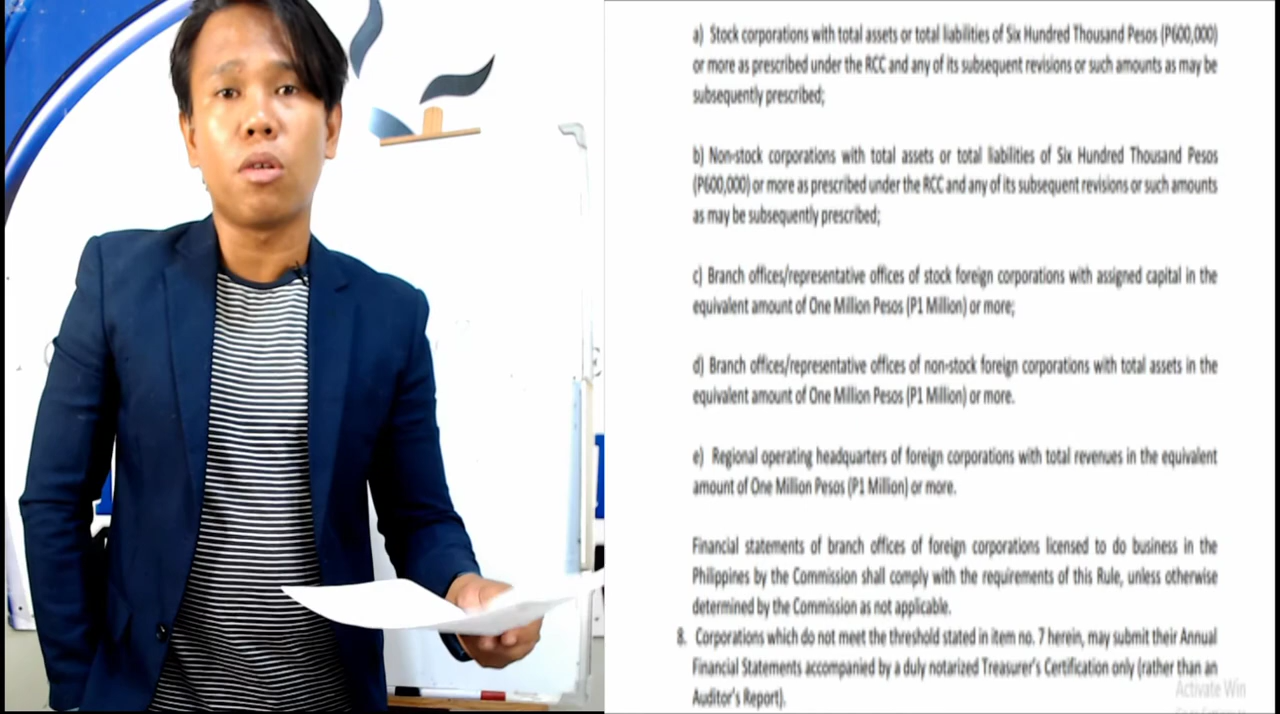 a) Stock corporations with total assets or total liabilities of Six Hundred Thousand Pesos (P600,000)
or more as prescribed under the RCC and any of its subsequent revisions or such amounts as may be
subsequently prescribed;
b) Non-stock corporations with total assets or total liabilities of Six Hundred Thousand Pesos
(P600,000) or more as prescribed under the RCC and any of its subsequent revisions or such amounts
as may be subsequently prescribed;
c) Branch offices/representative offices of stock foreign corporations with assigned capital in the
equivalent amount of One Million Pesos (P1 Million) or more;
d) Branch offices/representative offices of non-stock foreign corporations with total assets in the
equivalent amount of One Million Pesos (P1 Million) or more.
e) Regional operating headquarters of foreign corporations with total revenues in the equivalent
amount of One Million Pesos (P1 Million) or more.
Financial statements of branch offices of foreign corporations licensed to do business in the
Philippines by the Commission shall comply with the requirements of this Rule, unless otherwise
determined by the Commission as not applicable.
8. Corporations which do not meet the threshold stated in item no. 7 herein, may submit their Annual
Financial Statements accompanied by a duly notarized Treasurer's Certification only (rather than an
Auditor's Report).
Activate Win